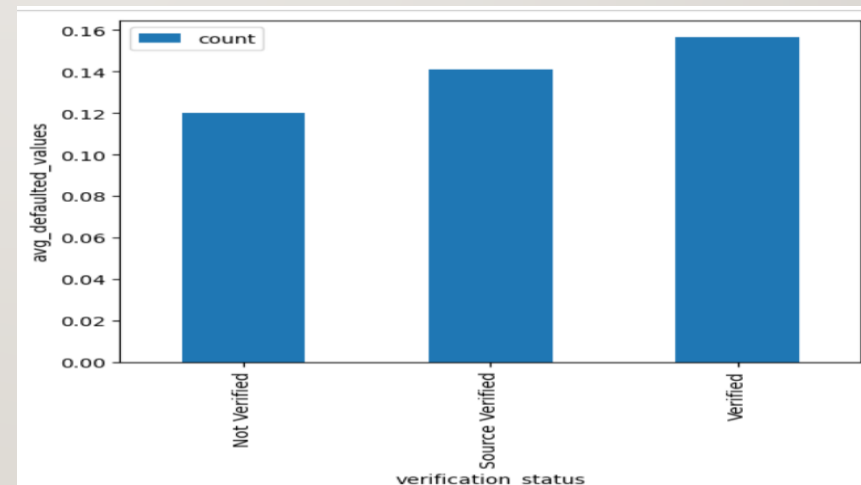 count
avg_defaulted_values
0.16
0.14
0.12
0.10
0.08
0.06
0.04
0.02
0.00
Not Verified
Source Verified
Verified
verification_status